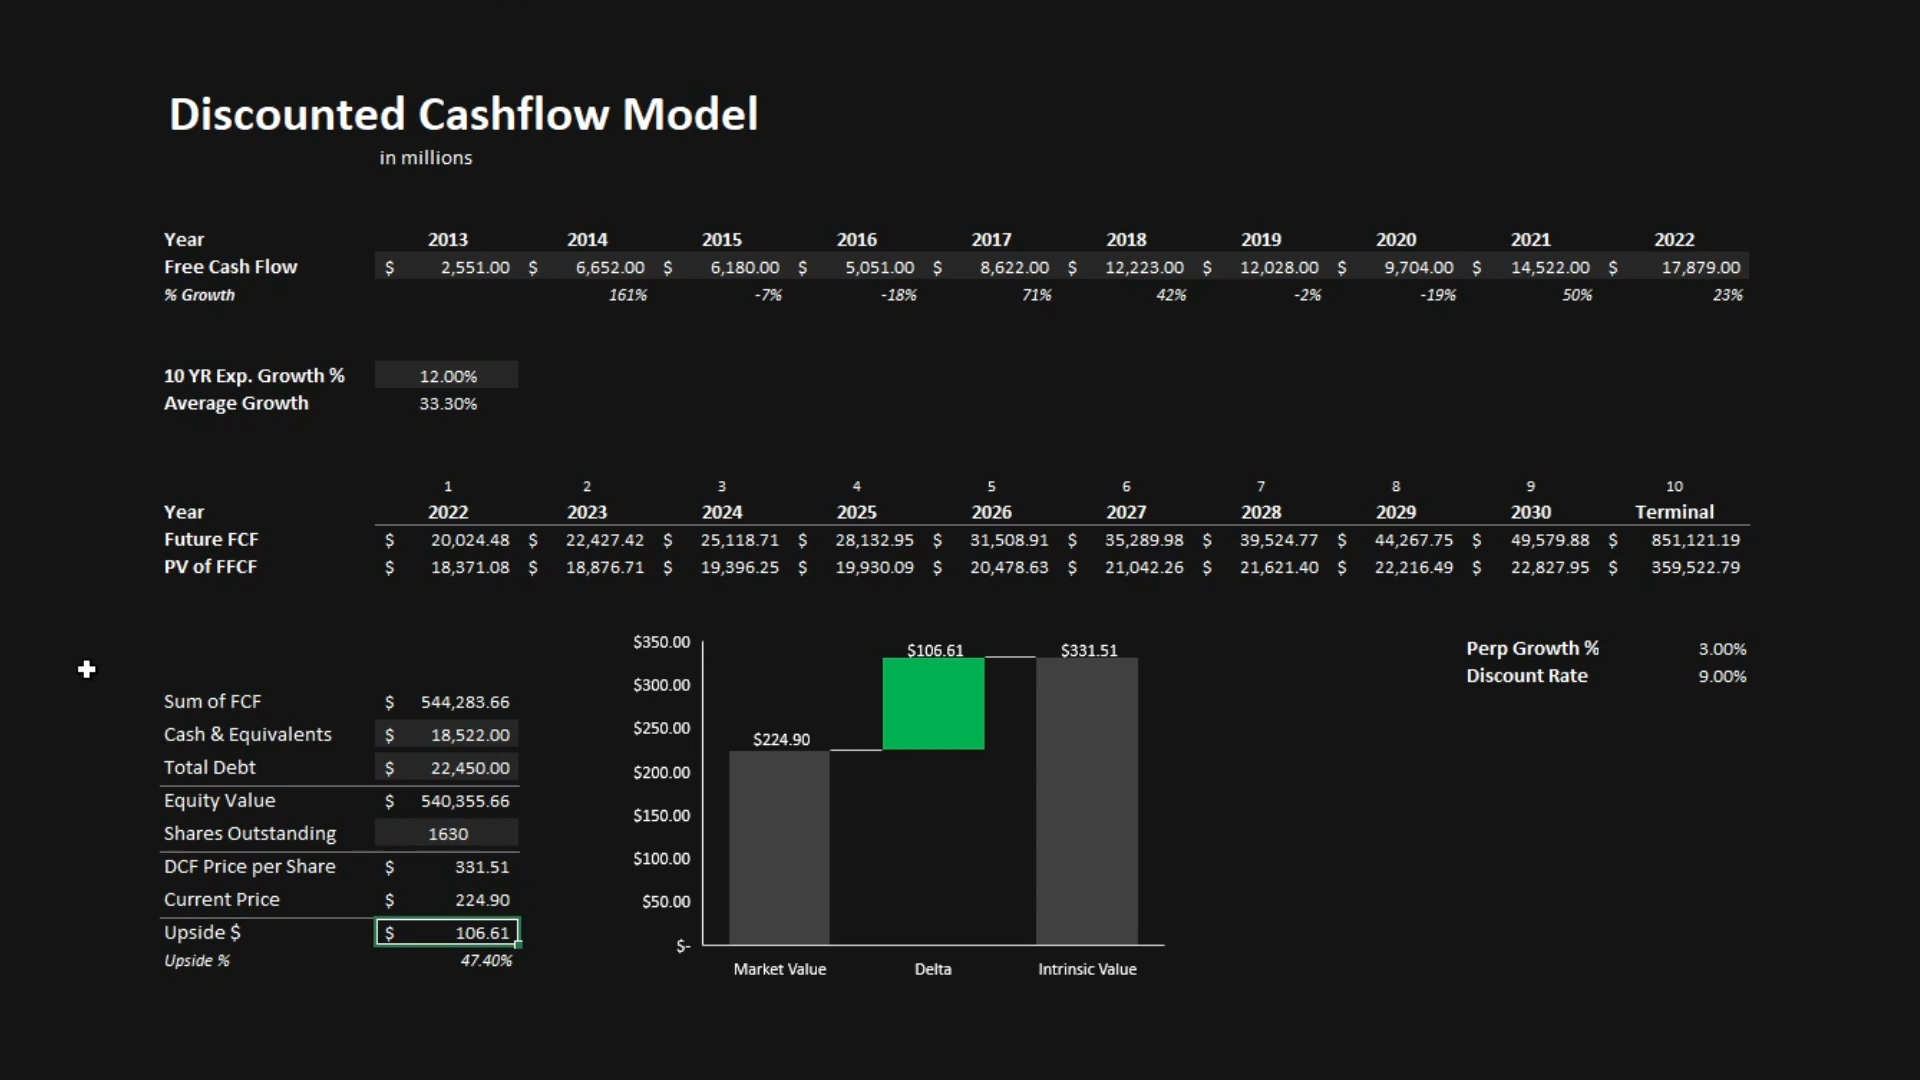 Discounted Cashflow Model
in millions
Year 2013 2014 2015 2016 2017 2018 2019 2020 2021 2022
Free Cash Flow $ 2,551.00 $ 6,652.00 $ 6,180.00 $ 5,051.00 $ 8,622.00 $ 12,223.00 $ 12,028.00 $ 9,704.00 $ 14,522.00 $ 17,879.00
% Growth 161% -7% -18% 71% 42% -2% -19% 50% 23%
10 YR Exp. Growth % 12.00%
Average Growth 33.30%
1 2 3 4 5 6 7 8 9 10
Year 2022 2023 2024 2025 2026 2027 2028 2029 2030 Terminal
Future FCF $ 20,024.48 $ 22,427.42 $ 25,118.71 $ 28,132.95 $ 31,508.91 $ 35,289.98 $ 39,524.77 $ 44,267.75 $ 49,579.88 $ 851,121.19
PV of FFCF $ 18,371.08 $ 18,876.71 $ 19,396.25 $ 19,930.09 $ 20,478.63 $ 21,042.26 $ 21,621.40 $ 22,216.49 $ 22,827.95 $ 359,522.79
Sum of FCF $ 544,283.66
Cash & Equivalents $ 18,522.00
Total Debt $ 22,450.00
Equity Value $ 540,355.66
Shares Outstanding 1630
DCF Price per Share $ 331.51
Current Price $ 224.90
Upside $ $ 106.61
Upside % 47.40%
$350.00
$300.00
$250.00
$200.00
$150.00
$100.00
$50.00
$-
$224.90
$106.61
$331.51
Market Value Delta Intrinsic Value
Perp Growth % 3.00%
Discount Rate 9.00%